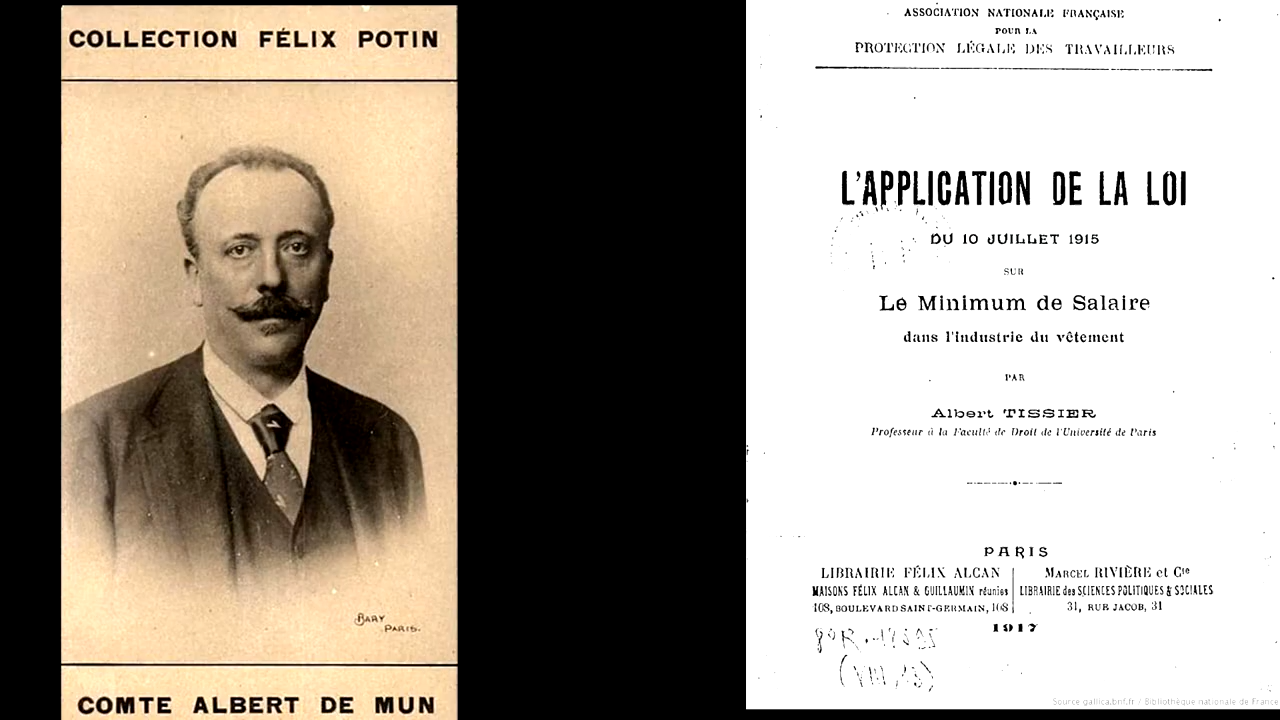 COLLECTION FÉLIX POTIN
BARY
PARIS.
COMTE ALBERT DE MUN
ASSOCIATION NATIONALE FRANÇAISE
POUR LA
PROTECTION LÉGALE DES TRAVAILLEURS
L'APPLICATION DE LA LOI
DU 10 JUILLET 1915
SUR
Le Minimum de Salaire
dans l'industrie du vêtement
PAR
Albert TISSIER
Professeur à la Faculté de Droit de l'Université de Paris
PARIS
LIBRAIRIE FÉLIX ALCAN
MAISONS FÉLIX ALCAN & GUILLAUMIN réunies
108, BOULEVARD SAINT-GERMAIN, 108
MARCEL RIVIÈRE et Cie
LIBRAIRIE des SCIENCES POLITIQUES & SOCIALES
31, RUE JACOB, 31
1917
Source gallica.bnf.fr / Bibliothèque nationale de France